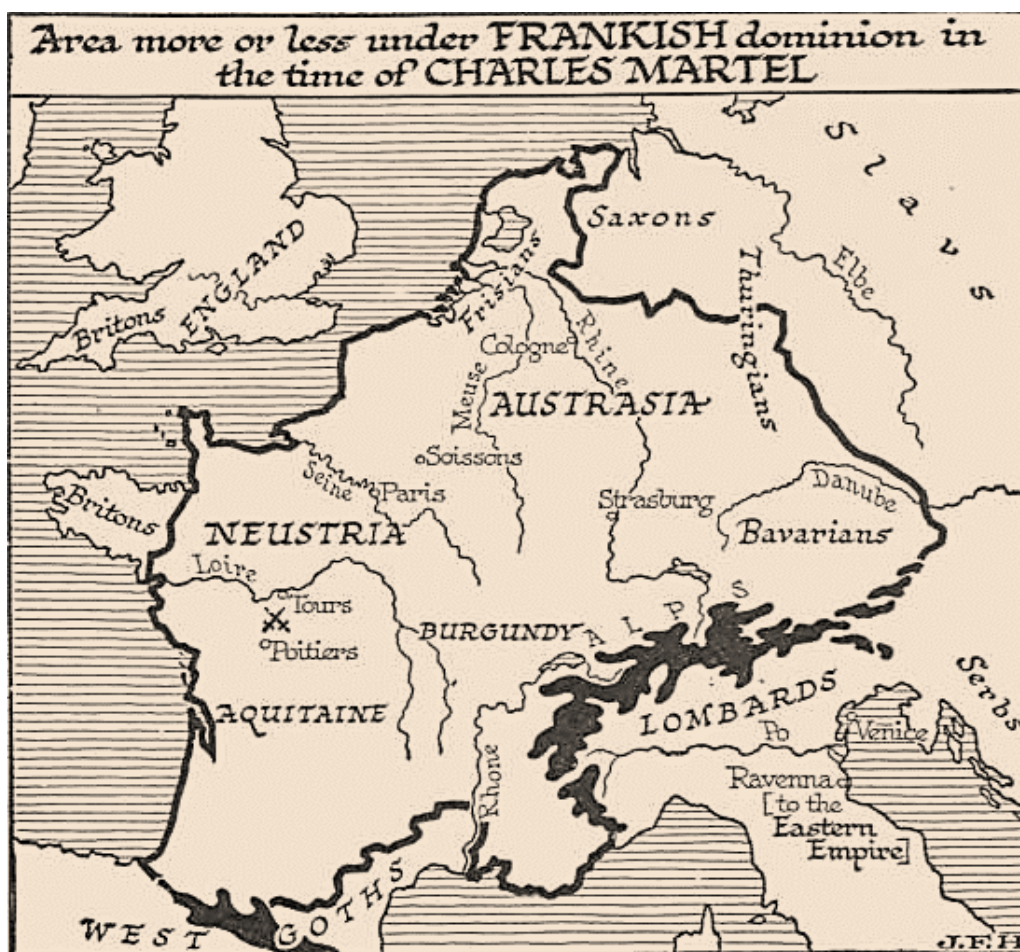 Area more or less under FRANKISH dominion in
the time of CHARLES MARTEL
Slavs
Saxons
ENGLAND
Britons
Frisians
Elbe
Thuringians
Cologne
Rhine
Meuse
AUSTRASIA
Soissons
Seine
Paris
Strasburg
Danube
Britons
NEUSTRIA
Bavarians
Loire
Tours
ALPS
BURGUNDY
Poitiers
Serbs
LOMBARDS
AQUITAINE
Po
Venice
Rhone
Ravenna
[to the
Eastern
Empire]
WEST GOTHS
J.F.H